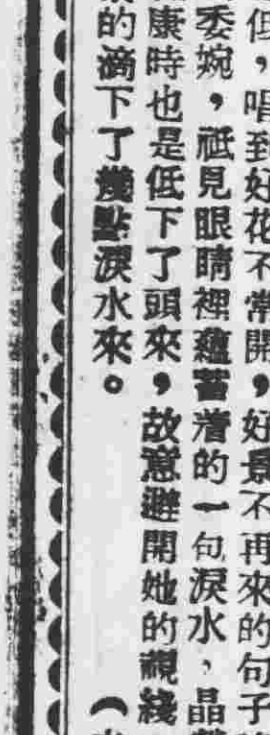 低，唱到好花不常開，好景不再來的句子
委婉，祗見眼睛裡蘊蓄着的一包淚水，晶
康時也是低下了頭來，故意避開她的視綫
的滴下了幾點淚水來。（